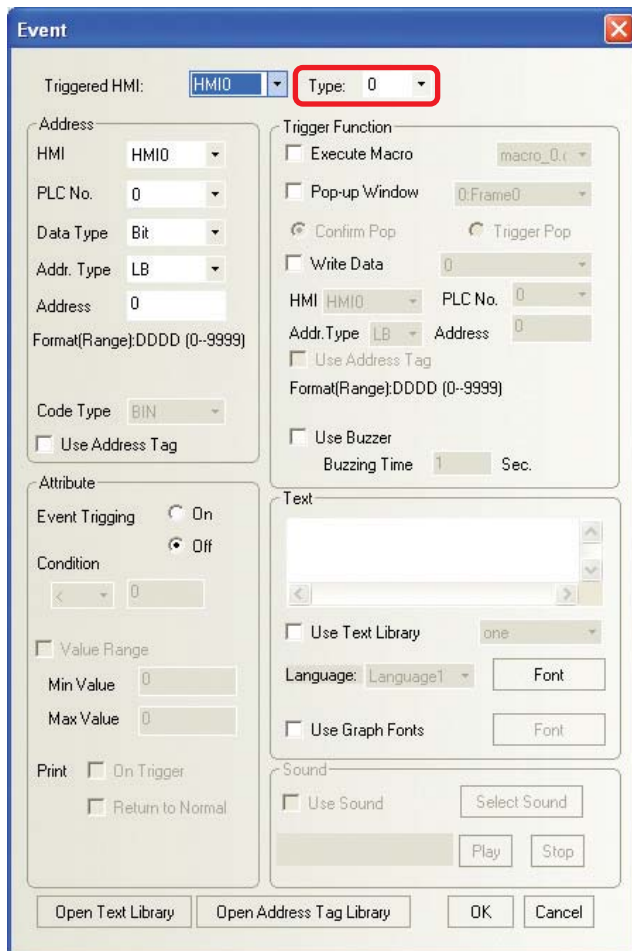 Event
Triggered HMI: HMI0 Type: 0
Address
HMI HMI0
PLC No. 0
Data Type Bit
Addr. Type LB
Address 0
Format(Range):DDDD (0--9999)
Code Type BIN
Use Address Tag
Trigger Function
Execute Macro macro_0.c
Pop-up Window 0:Frame0
Confirm Pop Trigger Pop
Write Data 0
HMI HMI0 PLC No. 0
Addr.Type LB Address 0
Use Address Tag
Format(Range):DDDD (0--9999)
Use Buzzer
Buzzing Time 1 Sec.
Attribute
Event Trigging On
Off
Condition
< 0
Value Range
Min Value 0
Max Value 0
Print On Trigger
Return to Normal
Text
Use Text Library one
Language: Language1 Font
Use Graph Fonts Font
Sound
Use Sound Select Sound
Play Stop
Open Text Library Open Address Tag Library OK Cancel